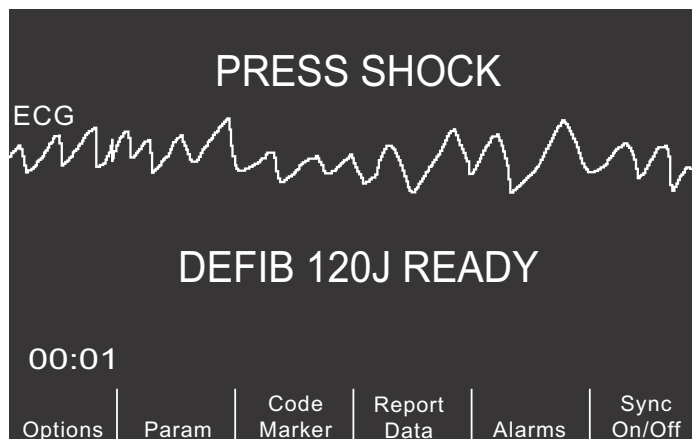 PRESS SHOCK
ECG
DEFIB 120J READY
00:01
Options
Param
Code
Marker
Report
Data
Alarms
Sync
On/Off